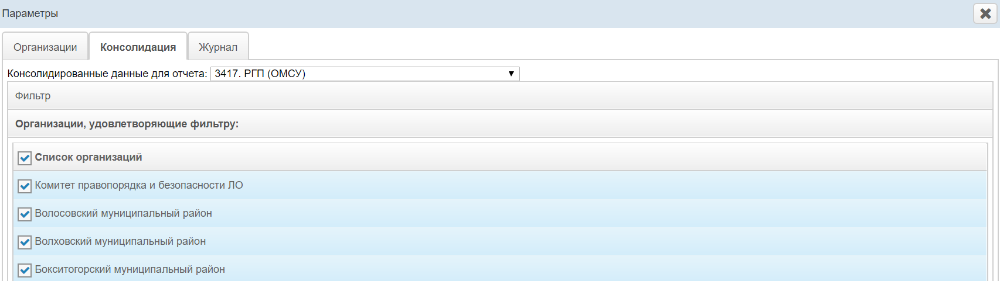 Параметры
Организации Консолидация Журнал
Консолидированные данные для отчета: 3417. РГП (ОМСУ)
Фильтр
Организации, удовлетворяющие фильтру:
Список организаций
Комитет правопорядка и безопасности ЛО
Волосовский муниципальный район
Волховский муниципальный район
Бокситогорский муниципальный район